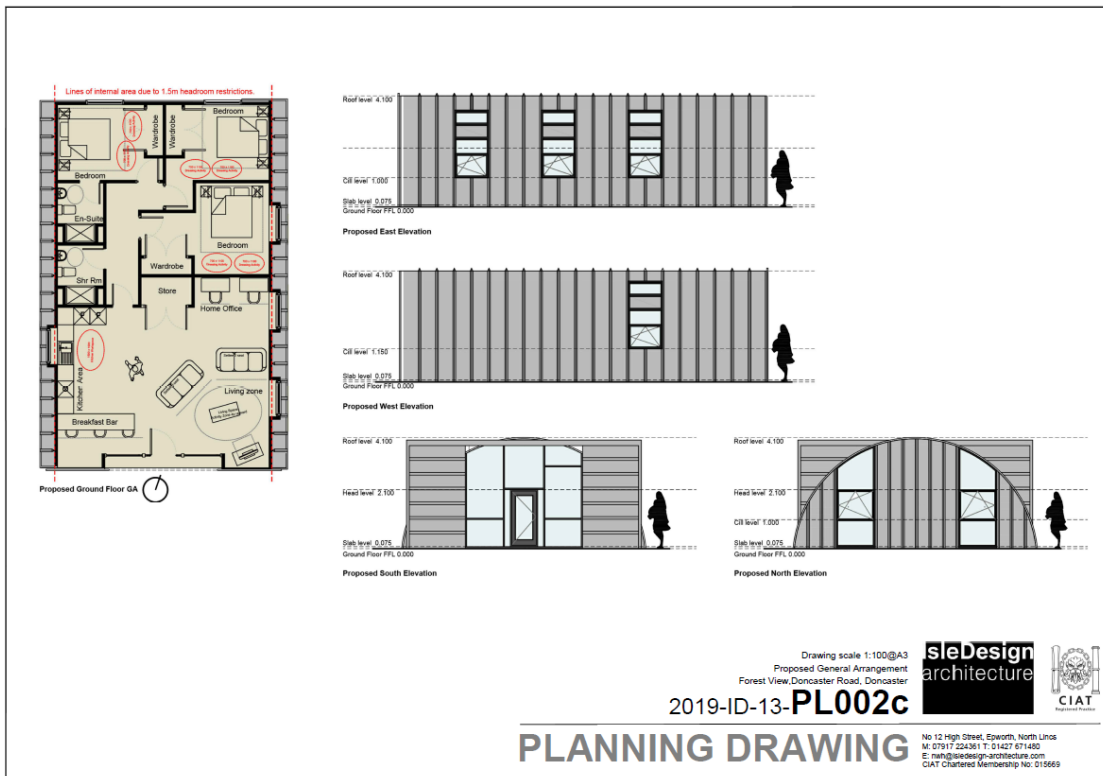 Lines of internal area due to 1.5m headroom restrictions.
Bedroom
Wardrobe
Wardrobe
Bedroom
En-Suite
Bedroom
Wardrobe
Shr Rm
Store
Home Office
Kitchen Area
Living zone
Breakfast Bar
Proposed Ground Floor GA
Roof level 4.100
Cill level 1.000
Slab level 0.075
Ground Floor FFL 0.000
Proposed East Elevation
Roof level 4.100
Cill level 1.150
Slab level 0.075
Ground Floor FFL 0.000
Proposed West Elevation
Roof level 4.100
Head level 2.100
Slab level 0.075
Ground Floor FFL 0.000
Proposed South Elevation
Roof level 4.100
Head level 2.100
Cill level 1.000
Slab level 0.075
Ground Floor FFL 0.000
Proposed North Elevation
Drawing scale 1:100@A3
Proposed General Arrangement
Forest View,Doncaster Road, Doncaster
2019-ID-13-PL002c
IsleDesign
architecture
CIAT
Registered Practice
PLANNING DRAWING
No 12 High Street, Epworth, North Lincs
M: 07917 224361 T: 01427 671480
E: nwh@isledesign-architecture.com
CIAT Chartered Membership No: 015669